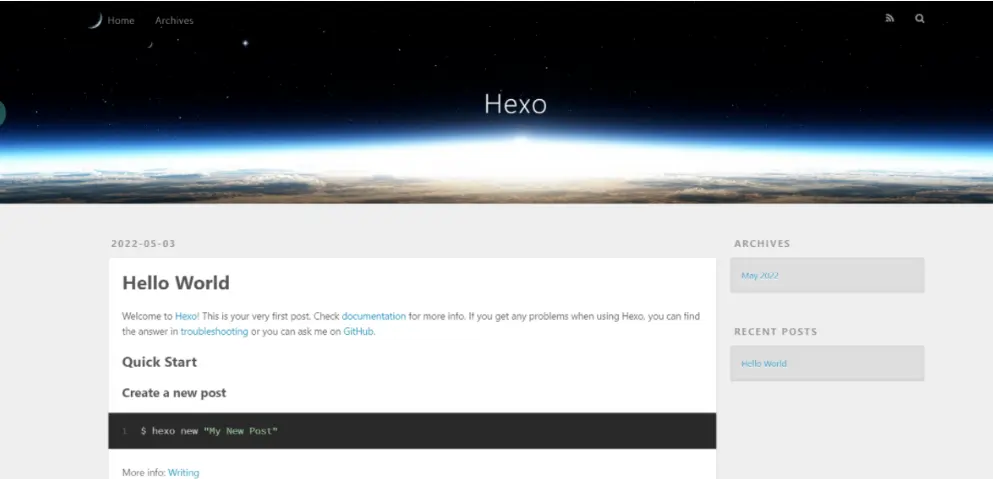 Home Archives
Hexo
2022-05-03
Hello World
Welcome to Hexo! This is your very first post. Check documentation for more info. If you get any problems when using Hexo, you can find
the answer in troubleshooting or you can ask me on GitHub.
Quick Start
Create a new post
1 $ hexo new "My New Post"
More info: Writing
ARCHIVES
May 2022
RECENT POSTS
Hello World